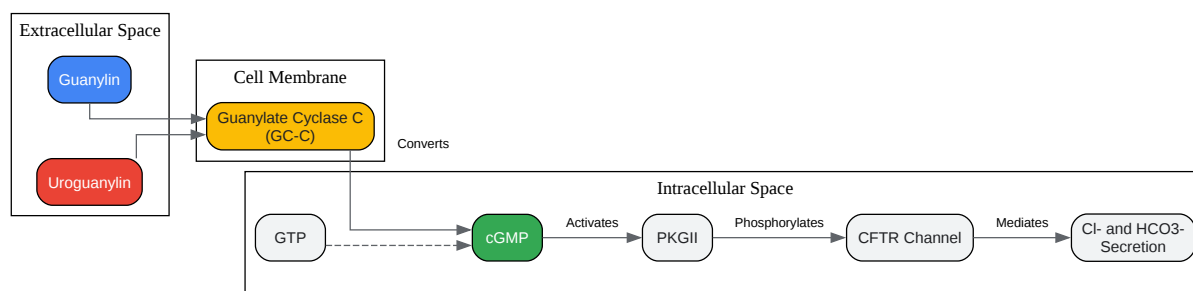 Extracellular Space
Guanylin
Uroguanylin
Cell Membrane
Guanylate Cyclase C
(GC-C)
Converts
Intracellular Space
GTP
cGMP
Activates
PKGII
Phosphorylates
CFTR Channel
Mediates
Cl- and HCO3-
Secretion